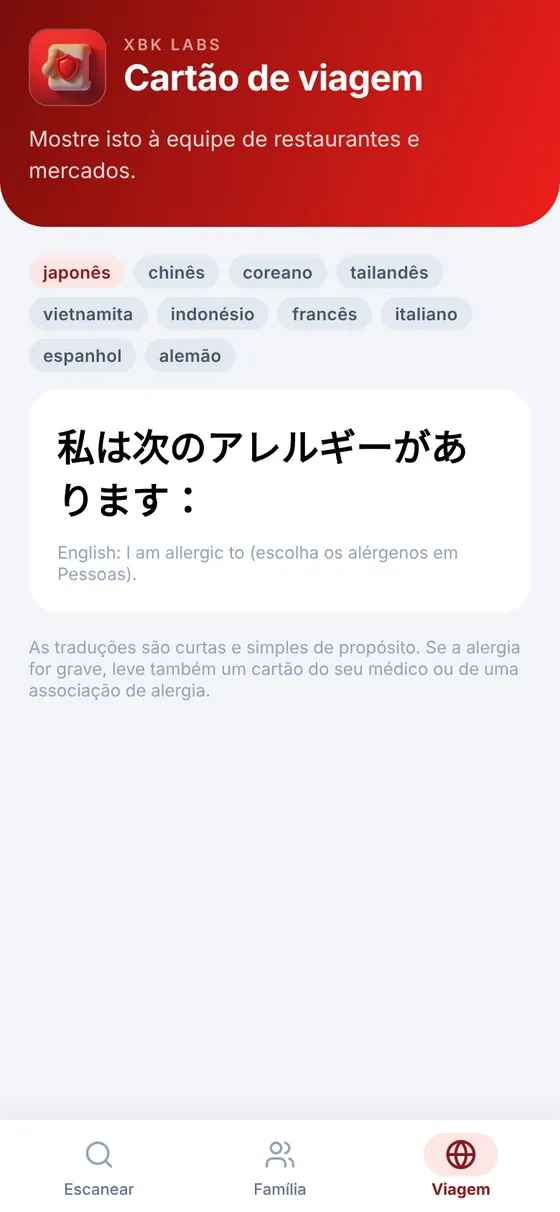 XBK LABS
Cartão de viagem
Mostre isto à equipe de restaurantes e
mercados.
japonês chinês coreano tailandês
vietnamita indonésio francês italiano
espanhol alemão
私は次のアレルギーがあ
ります：
English: I am allergic to (escolha os alérgenos em
Pessoas).
As traduções são curtas e simples de propósito. Se a alergia
for grave, leve também um cartão do seu médico ou de uma
associação de alergia.
Escanear Família Viagem